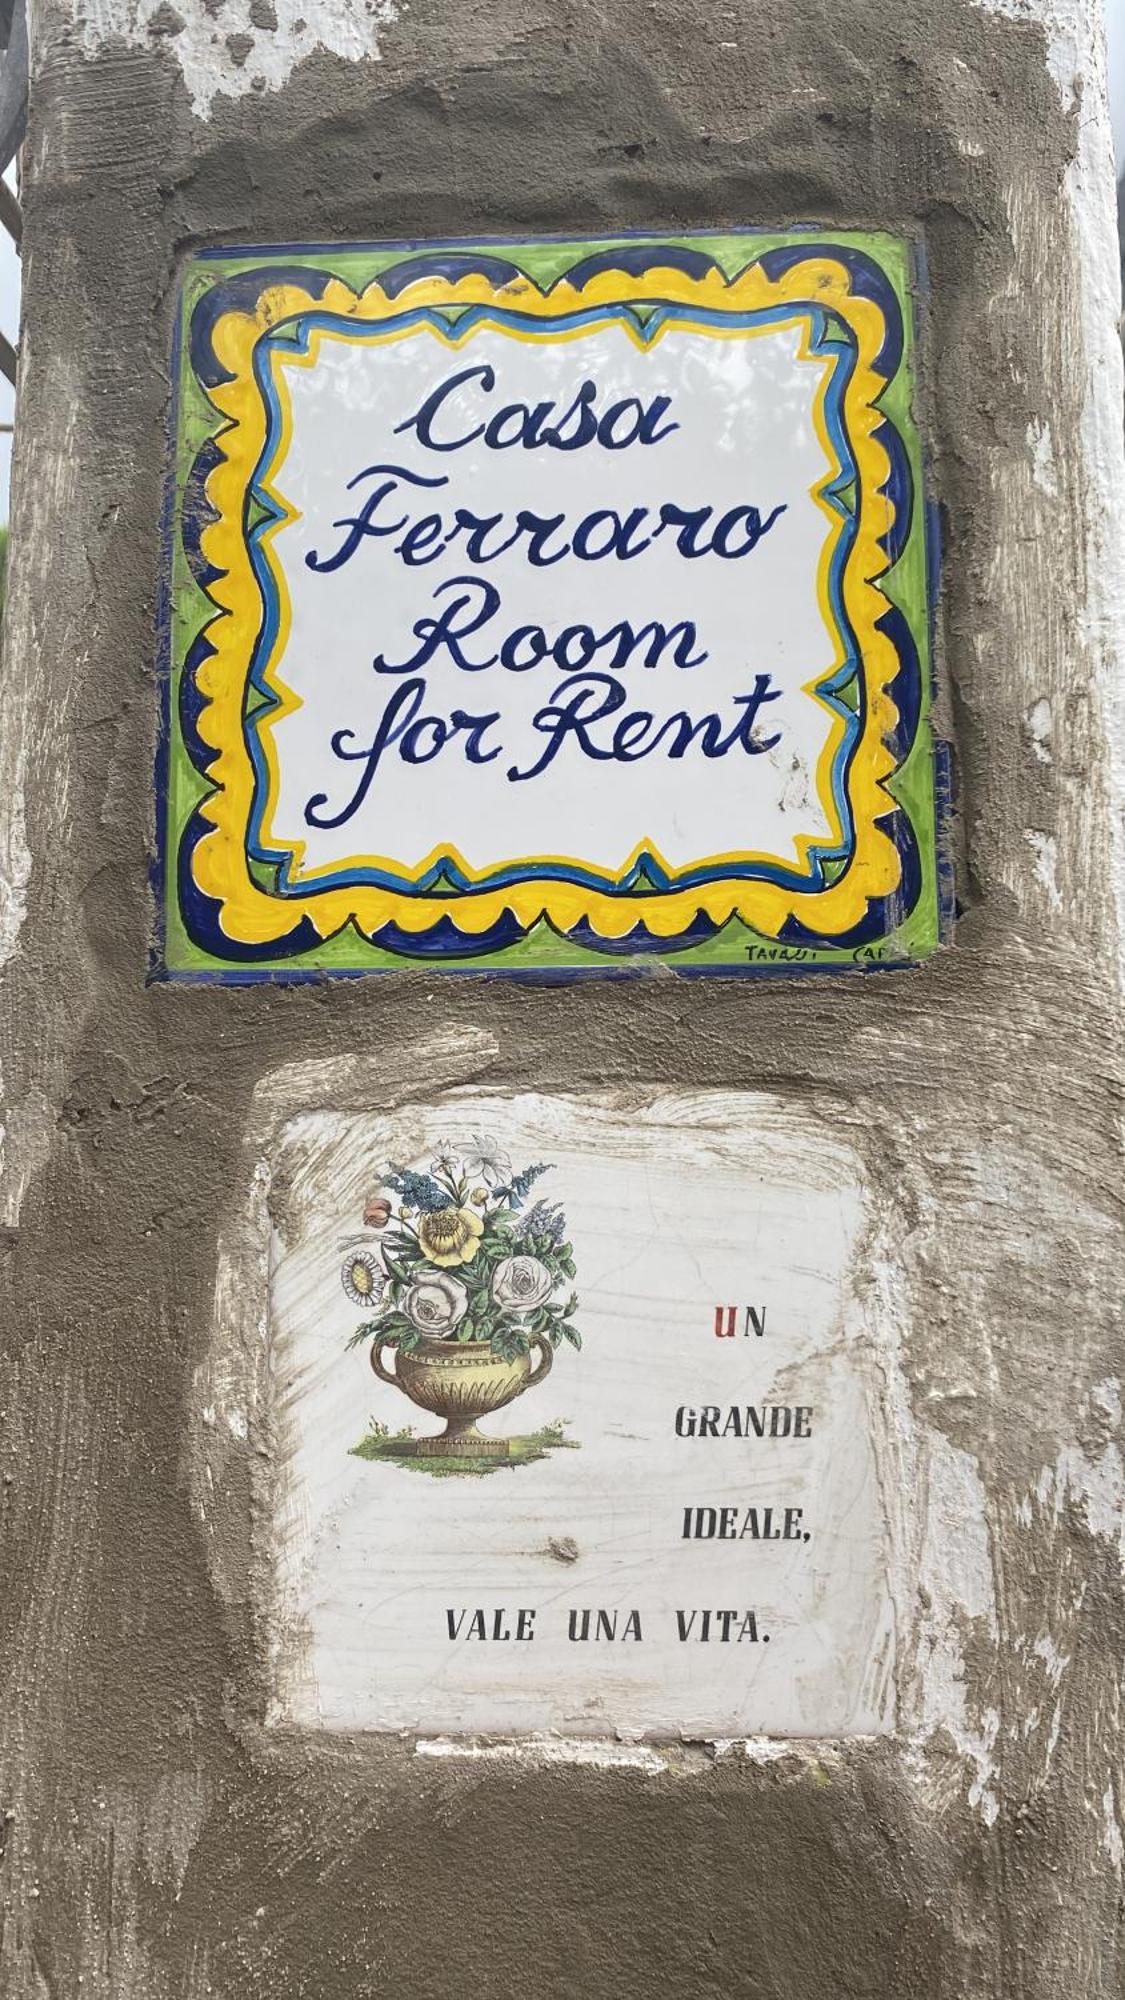 Casa
Ferraro
Room
for Rent
UN
GRANDE
IDEALE,
VALE UNA VITA.